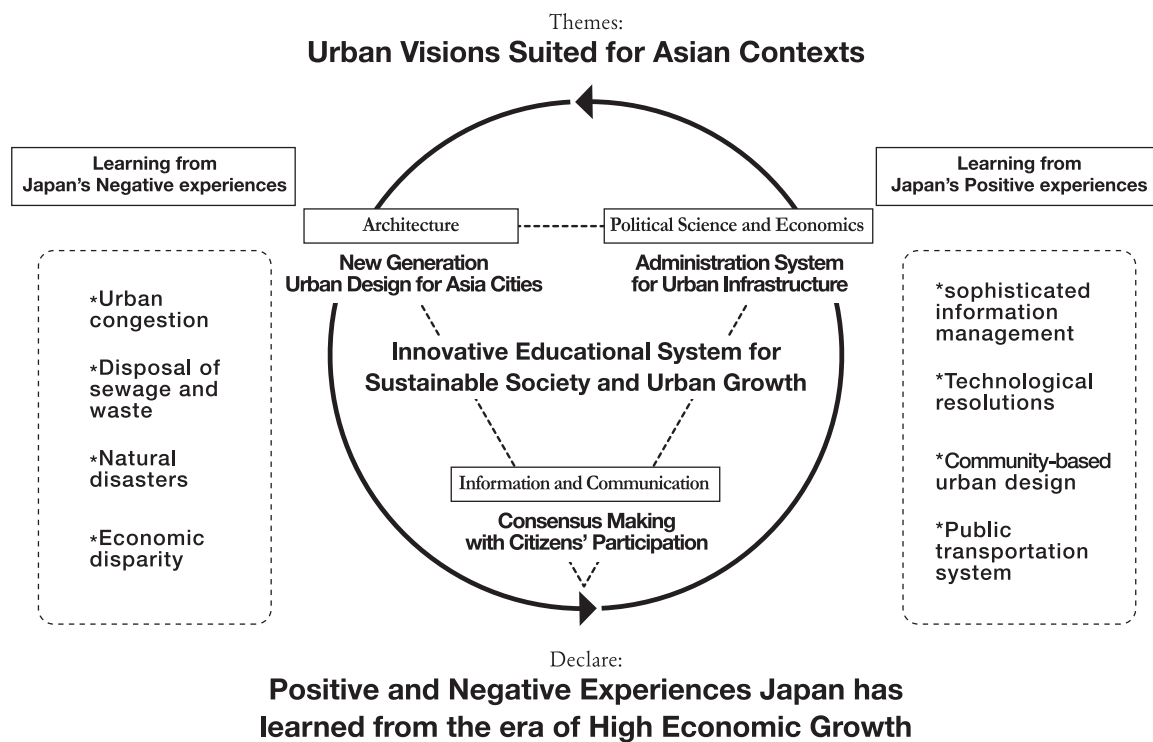 Themes:
Urban Visions Suited for Asian Contexts
Learning from
Japan’s Negative experiences
Learning from
Japan’s Positive experiences
Architecture
Political Science and Economics
New Generation
Urban Design for Asia Cities
Administration System
for Urban Infrastructure
*Urban
congestion
*Disposal of
sewage and
waste
*Natural
disasters
*Economic
disparity
Innovative Educational System for
Sustainable Society and Urban Growth
*sophisticated
information
management
*Technological
resolutions
*Community-based
urban design
*Public
transportation
system
Information and Communication
Consensus Making
with Citizens’ Participation
Declare:
Positive and Negative Experiences Japan has
learned from the era of High Economic Growth